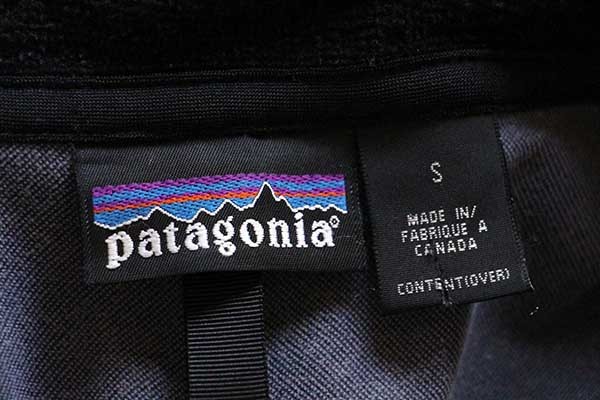 patagonia®
S
MADE IN/
FABRIQUE A
CANADA
CONTENT(OVER)